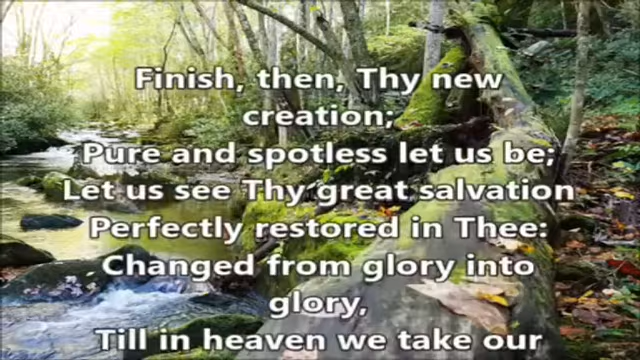 Finish, then, Thy new
creation;
Pure and spotless let us be;
Let us see Thy great salvation
Perfectly restored in Thee:
Changed from glory into
glory,
Till in heaven we take our